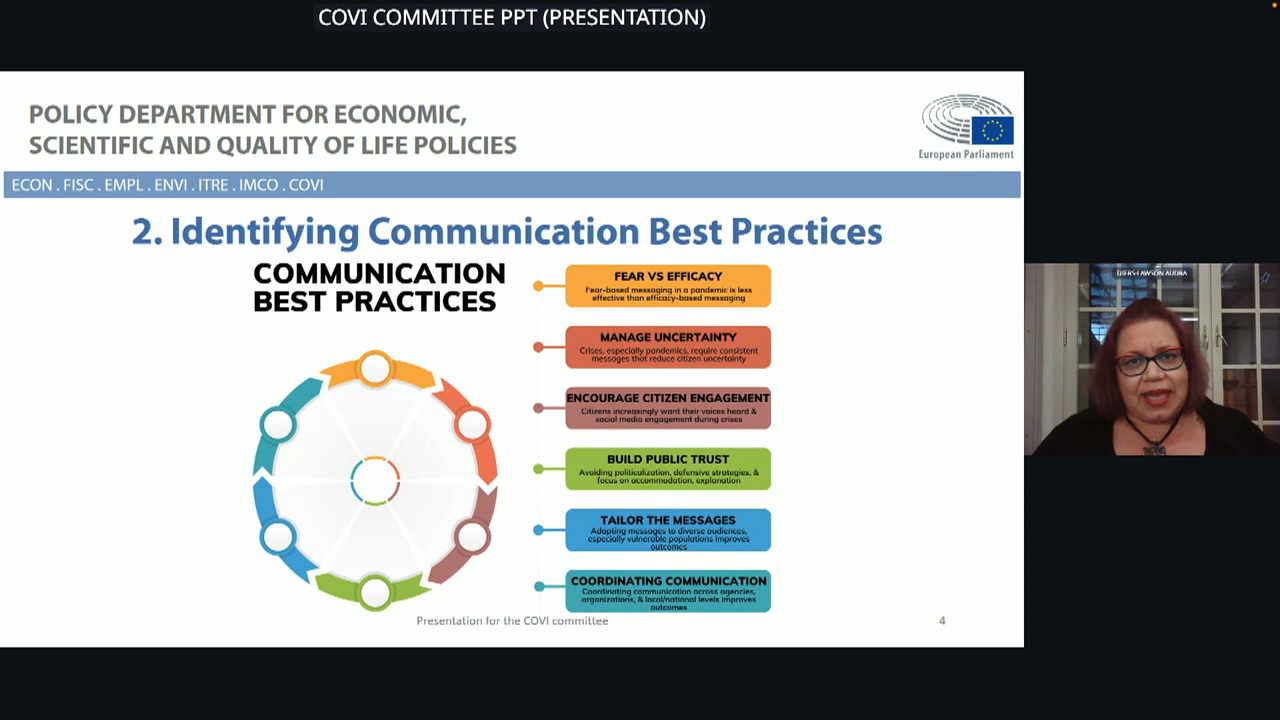 COVI COMMITTEE PPT (PRESENTATION)
POLICY DEPARTMENT FOR ECONOMIC,
SCIENTIFIC AND QUALITY OF LIFE POLICIES
European Parliament
ECON . FISC . EMPL . ENVI . ITRE . IMCO . COVI
2. Identifying Communication Best Practices
COMMUNICATION
BEST PRACTICES
FEAR VS EFFICACY
Fear-based messaging in a pandemic is less
effective than efficacy-based messaging
MANAGE UNCERTAINTY
Crises, especially pandemics, require consistent
messages that reduce citizen uncertainty
ENCOURAGE CITIZEN ENGAGEMENT
Citizens increasingly want their voices heard &
social media engagement during crises
BUILD PUBLIC TRUST
Avoiding politicalization, defensive strategies, &
focus on accommodation, explanation
TAILOR THE MESSAGES
Adapting messages to diverse audiences,
especially vulnerable populations improves
outcomes
COORDINATING COMMUNICATION
Coordinating communication across agencies,
organizations, & local/national levels improves
outcomes
Presentation for the COVI committee
4
DIERS-LAWSON AUDRA